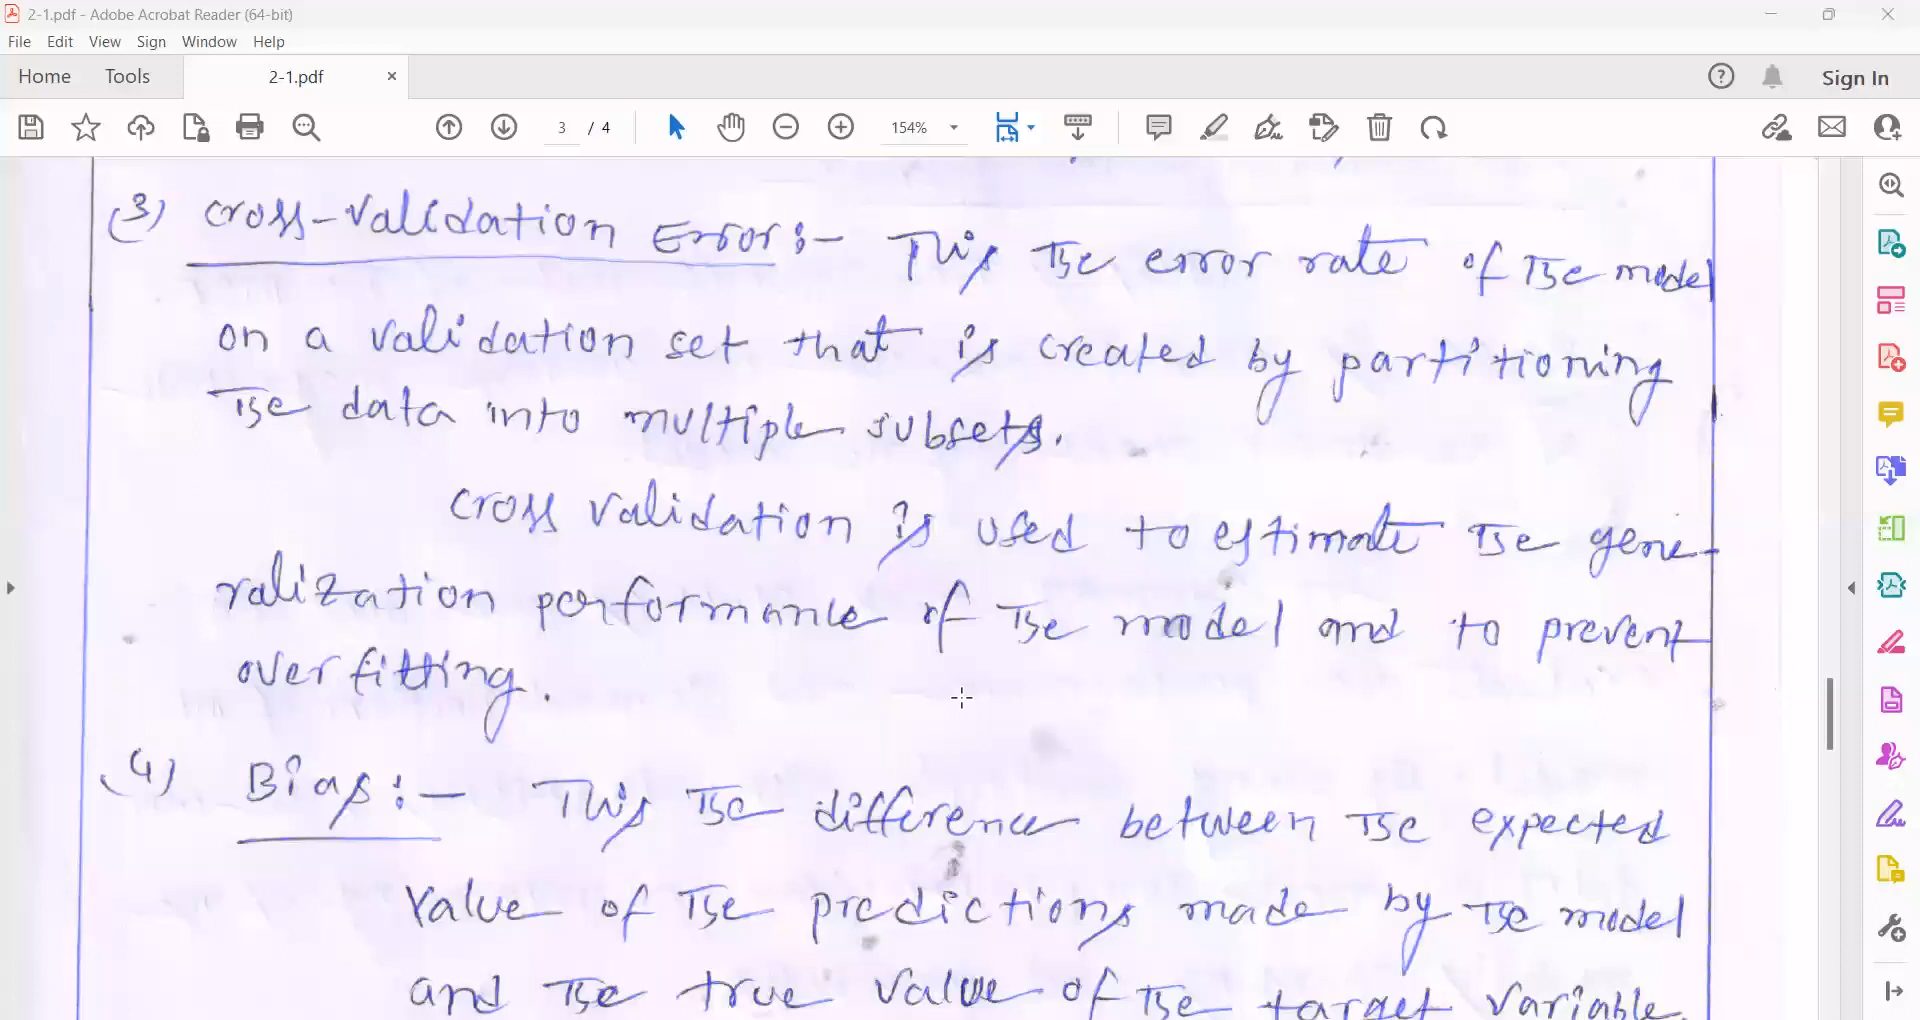 2-1.pdf - Adobe Acrobat Reader (64-bit)
File Edit View Sign Window Help
Home Tools 2-1.pdf × Sign In
3 / 4 154%
(3) Cross-Validation Error:- This the error rate of the model
on a validation set that is created by partitioning
the data into multiple subsets.
Cross validation is used to estimate the gene-
ralization performance of the model and to prevent
overfitting.
(4) Bias:- This the difference between the expected
value of the predictions made by the model
and the true value of the target variable.